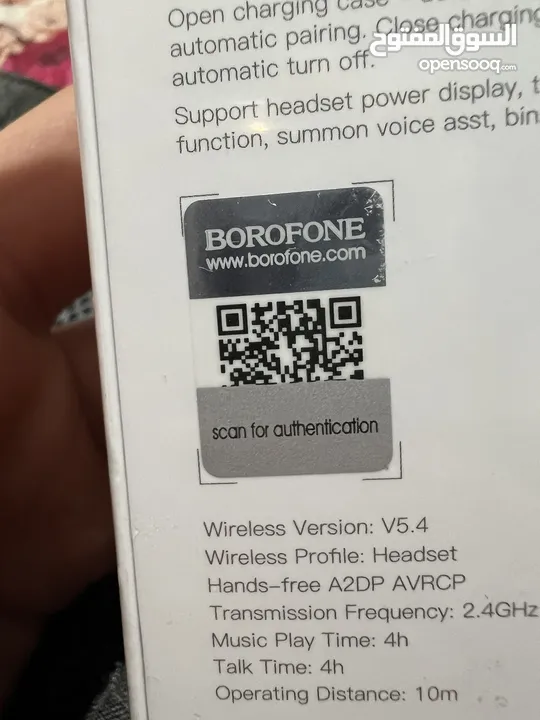 Open charging case
automatic pairing. Close charging
automatic turn off.
Support headset power display,
function, summon voice asst,
السوق المفتوح
opensooq.com
BOROFONE
www.borofone.com
scan for authentication
Wireless Version: V5.4
Wireless Profile: Headset
Hands-free A2DP AVRCP
Transmission Frequency: 2.4GHz
Music Play Time: 4h
Talk Time: 4h
Operating Distance: 10m